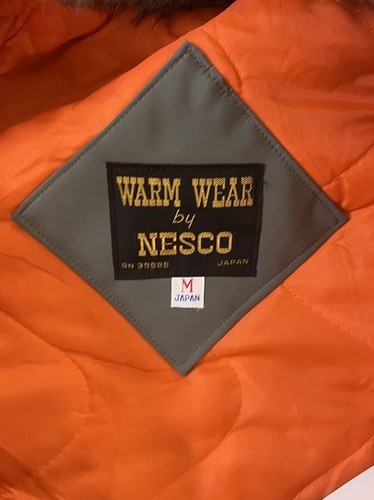 WARM WEAR
by
NESCO
RN 35989 JAPAN
M
JAPAN